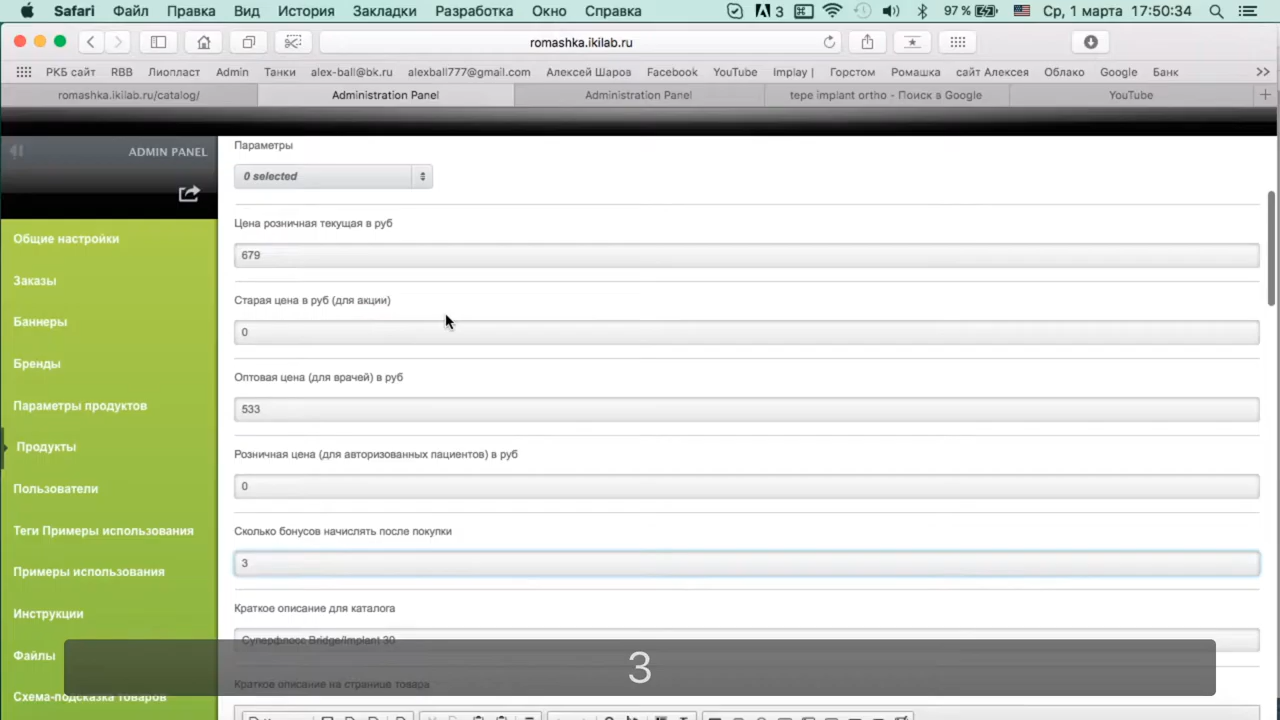 Safari Файл Правка Вид История Закладки Разработка Окно Справка 3 97 % Ср, 1 марта 17:50:34
romashka.ikilab.ru
РКБ сайт RBB Лиопласт Admin Танки alex-ball@bk.ru alexball777@gmail.com Алексей Шаров Facebook YouTube Implay | Горстом Ромашка сайт Алексея Облако Google Банк
romashka.ikilab.ru/catalog/ Administration Panel Administration Panel tepe implant ortho - Поиск в Google YouTube
ADMIN PANEL
Общие настройки
Заказы
Баннеры
Бренды
Параметры продуктов
Продукты
Пользователи
Теги Примеры использования
Примеры использования
Инструкции
Файлы
Схема-подсказка товаров
Параметры
0 selected
Цена розничная текущая в руб
679
Старая цена в руб (для акции)
0
Оптовая цена (для врачей) в руб
533
Розничная цена (для авторизованных пациентов) в руб
0
Сколько бонусов начислять после покупки
3
Краткое описание для каталога
Суперфлосс Bridge/Implant 30
Краткое описание на странице товара
3